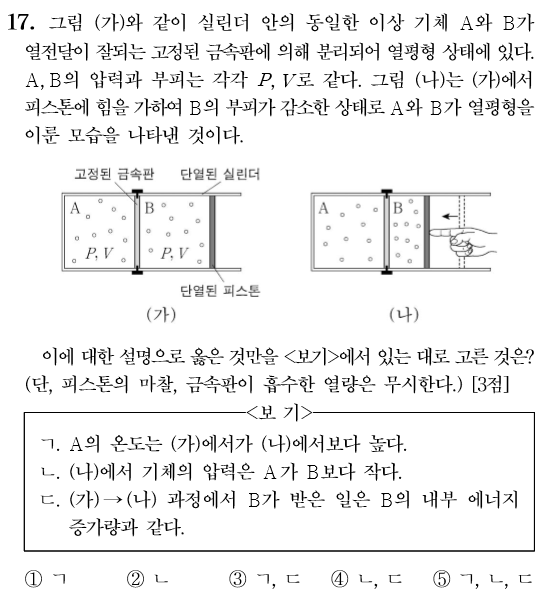 17. 그림 (가)와 같이 실린더 안의 동일한 이상 기체 A와 B가
열전달이 잘되는 고정된 금속판에 의해 분리되어 열평형 상태에 있다.
A, B의 압력과 부피는 각각 P, V로 같다. 그림 (나)는 (가)에서
피스톤에 힘을 가하여 B의 부피가 감소한 상태로 A와 B가 열평형을
이룬 모습을 나타낸 것이다.
고정된 금속판 단열된 실린더
A B
P, V P, V
단열된 피스톤
(가)
A B
(나)
이에 대한 설명으로 옳은 것만을 <보기>에서 있는 대로 고른 것은?
(단, 피스톤의 마찰, 금속판이 흡수한 열량은 무시한다.) [3점]
<보 기>
ㄱ. A의 온도는 (가)에서가 (나)에서보다 높다.
ㄴ. (나)에서 기체의 압력은 A가 B보다 작다.
ㄷ. (가)→(나) 과정에서 B가 받은 일은 B의 내부 에너지
증가량과 같다.
① ㄱ ② ㄴ ③ ㄱ, ㄷ ④ ㄴ, ㄷ ⑤ ㄱ, ㄴ, ㄷ